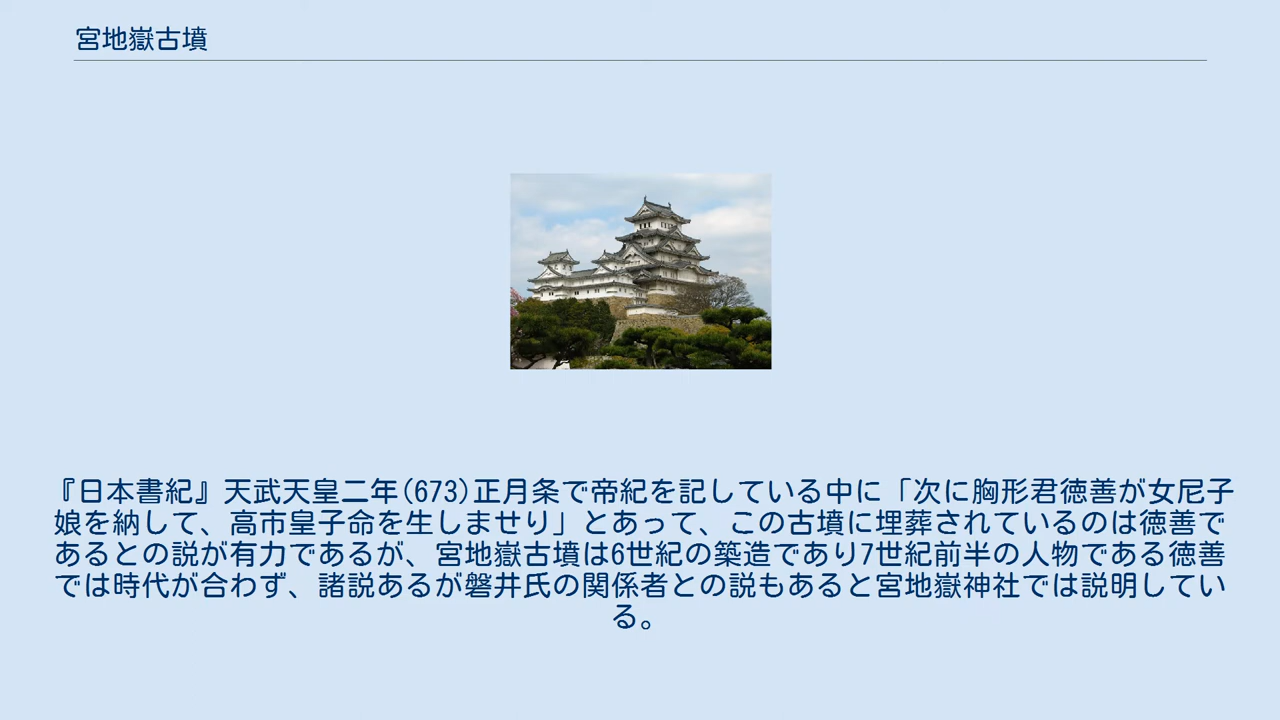 宮地嶽古墳
『日本書紀』天武天皇二年(673)正月条で帝紀を記している中に「次に胸形君徳善が女尼子
娘を納して、高市皇子命を生しませり」とあって、この古墳に埋葬されているのは徳善で
あるとの説が有力であるが、宮地嶽古墳は6世紀の築造であり7世紀前半の人物である徳善
では時代が合わず、諸説あるが磐井氏の関係者との説もあると宮地嶽神社では説明してい
る。